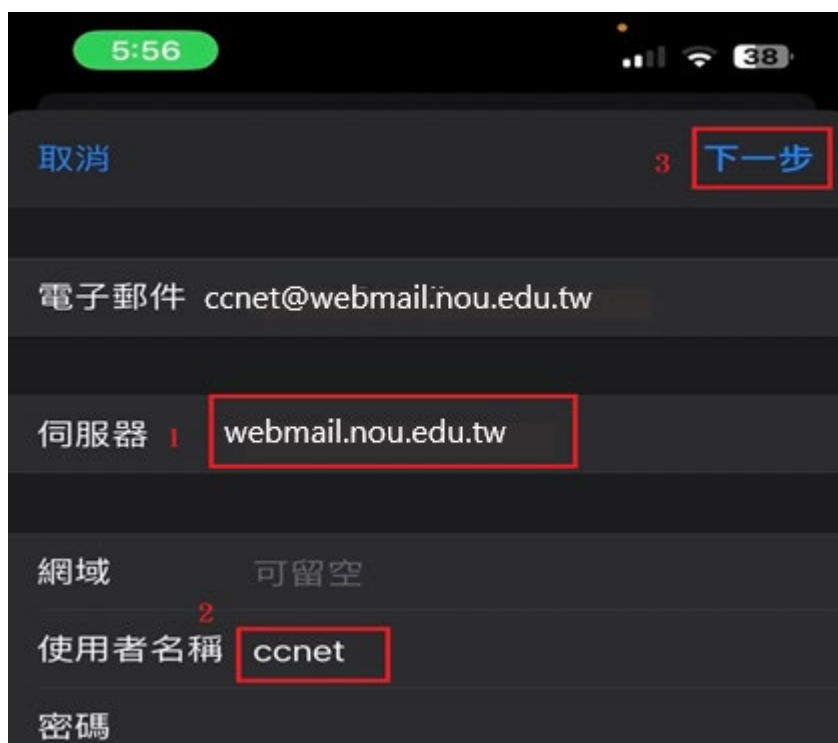 5:56 38
取消 3 下一步
電子郵件 ccnet@webmail.nou.edu.tw
伺服器 1 webmail.nou.edu.tw
網域 可留空
2
使用者名稱 ccnet
密碼